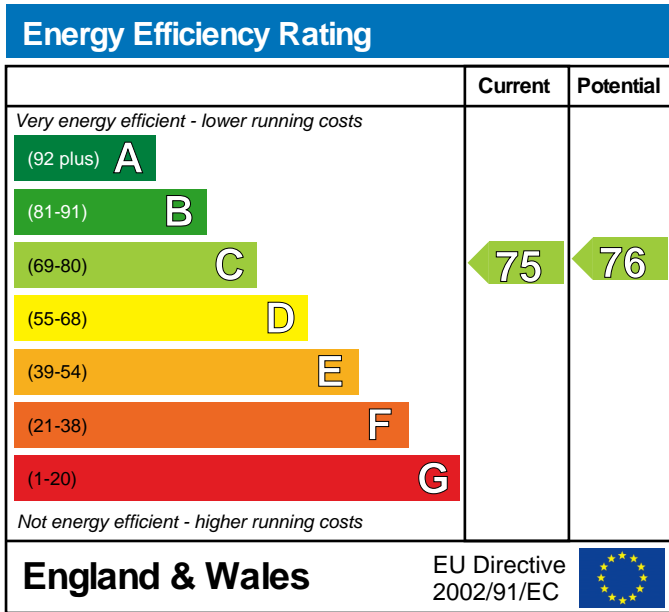 Energy Efficiency Rating
Current Potential
Very energy efficient - lower running costs
(92 plus) A
(81-91) B
(69-80) C 75 76
(55-68) D
(39-54) E
(21-38) F
(1-20) G
Not energy efficient - higher running costs
England & Wales
EU Directive
2002/91/EC